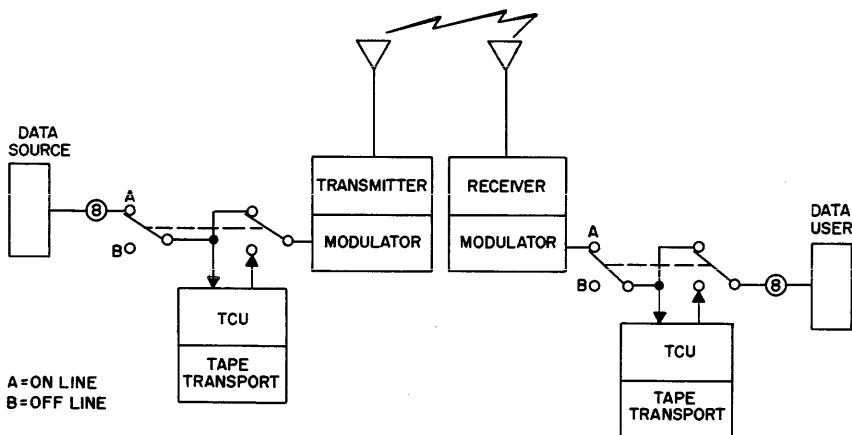 DATA
SOURCE
8
A
B
TRANSMITTER
MODULATOR
TCU
TAPE
TRANSPORT
A=ON LINE
B=OFF LINE
RECEIVER
MODULATOR
A
B
TCU
TAPE
TRANSPORT
8
DATA
USER